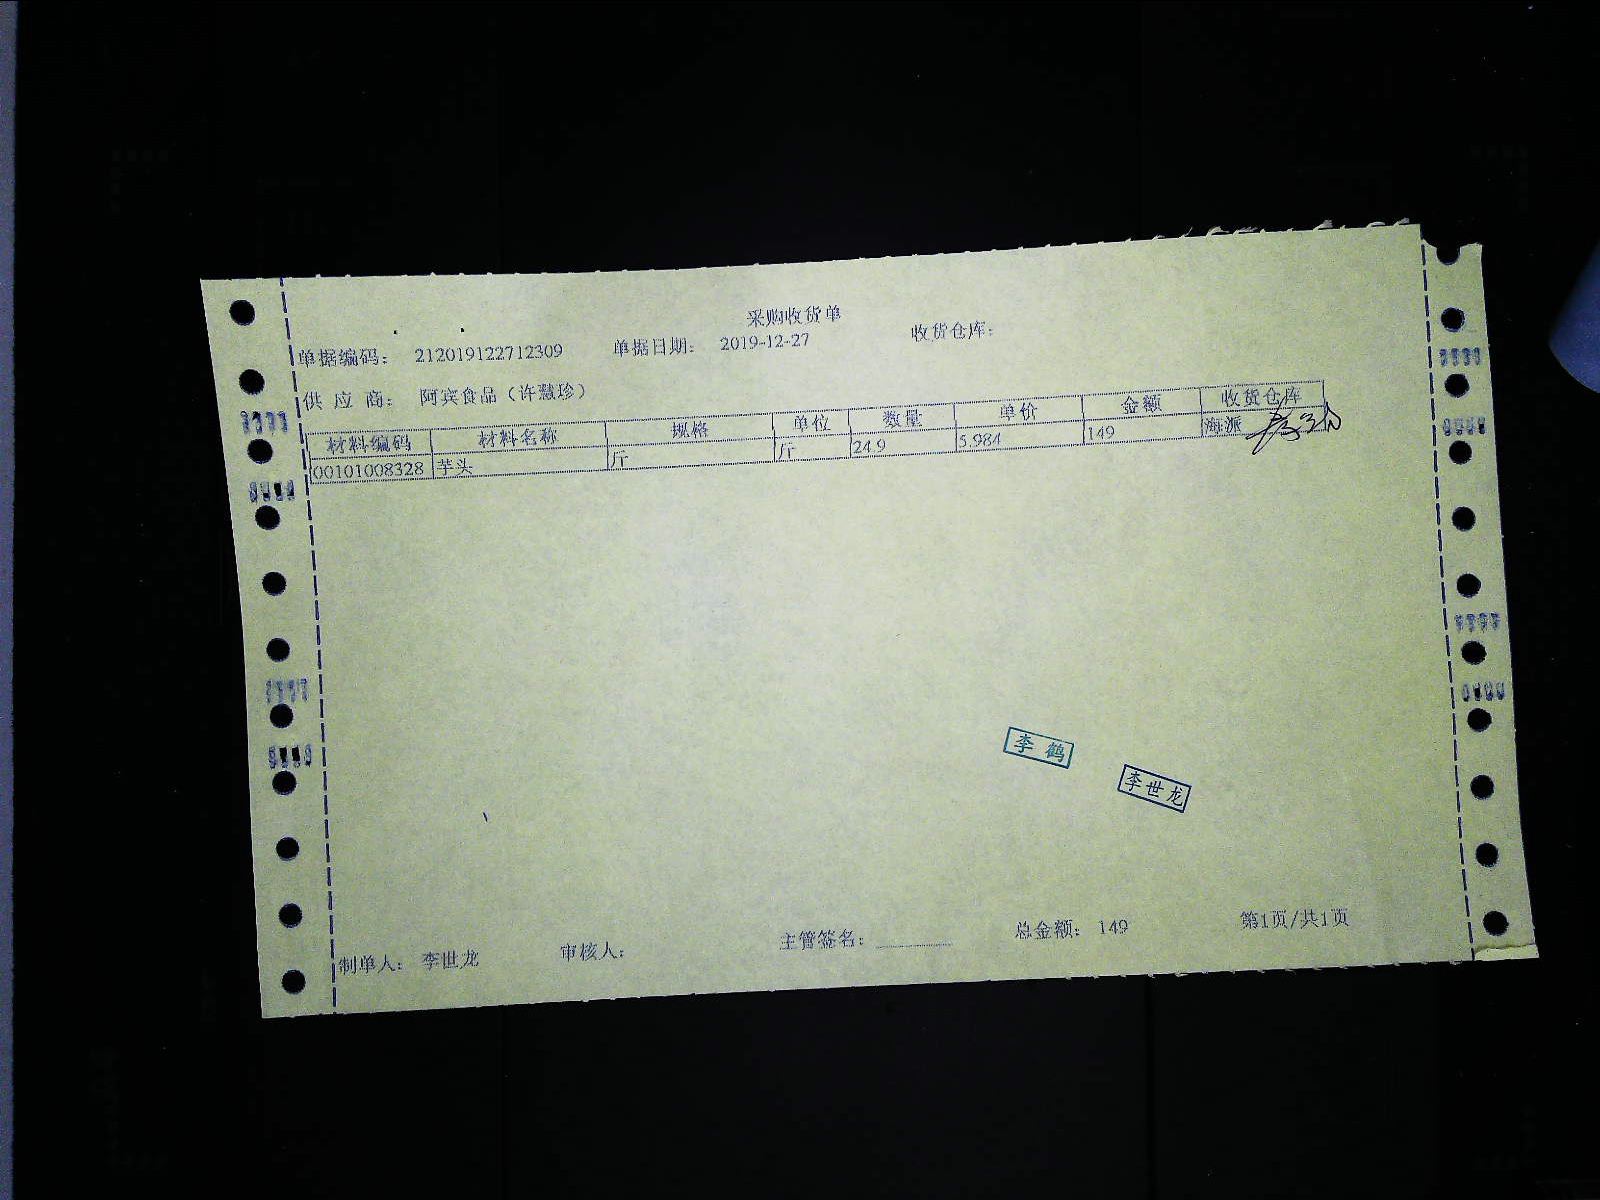 采购收货单
单据编码: 212019122712309 单据日期: 2019-12-27 收货仓库:
供 应 商: 阿宾食品（许慧珍）
材料编码 材料名称 规格 单位 数量 单价 金额 收货仓库
00101008328 芋头 斤 斤 24.9 5.984 149 海派
李 鹤
李世龙
制单人: 李世龙 审核人: 主管签名: 总金额: 149 第1页/共1页